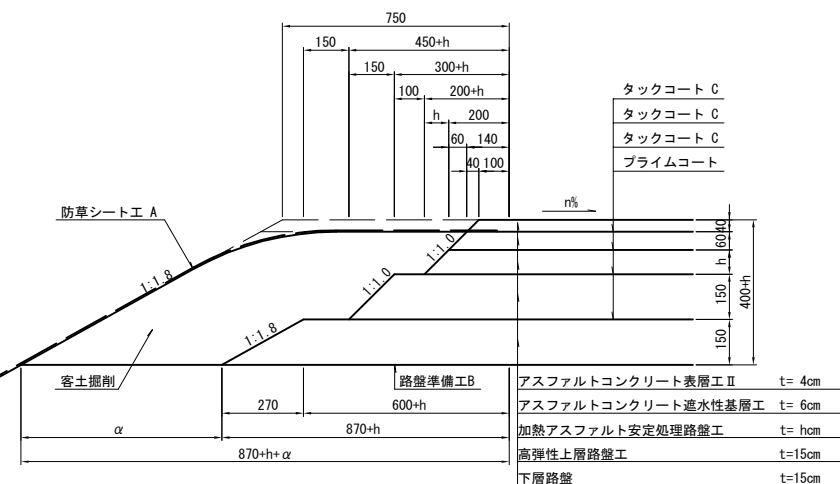 750
150 450+h
150 300+h
100 200+h
h 200
60 140
40 100
タックコート C
タックコート C
タックコート C
プライムコート
n%
防草シート工 A
1:1.8
1:1.0
1:1.0
1:1.8
40
60
h
150
150
400+h
客土掘削
路盤準備工B
270 600+h
α 870+h
870+h+α
アスファルトコンクリート表層工Ⅱ t= 4cm
アスファルトコンクリート遮水性基層工 t= 6cm
加熱アスファルト安定処理路盤工 t= hcm
高弾性上層路盤工 t=15cm
下層路盤 t=15cm